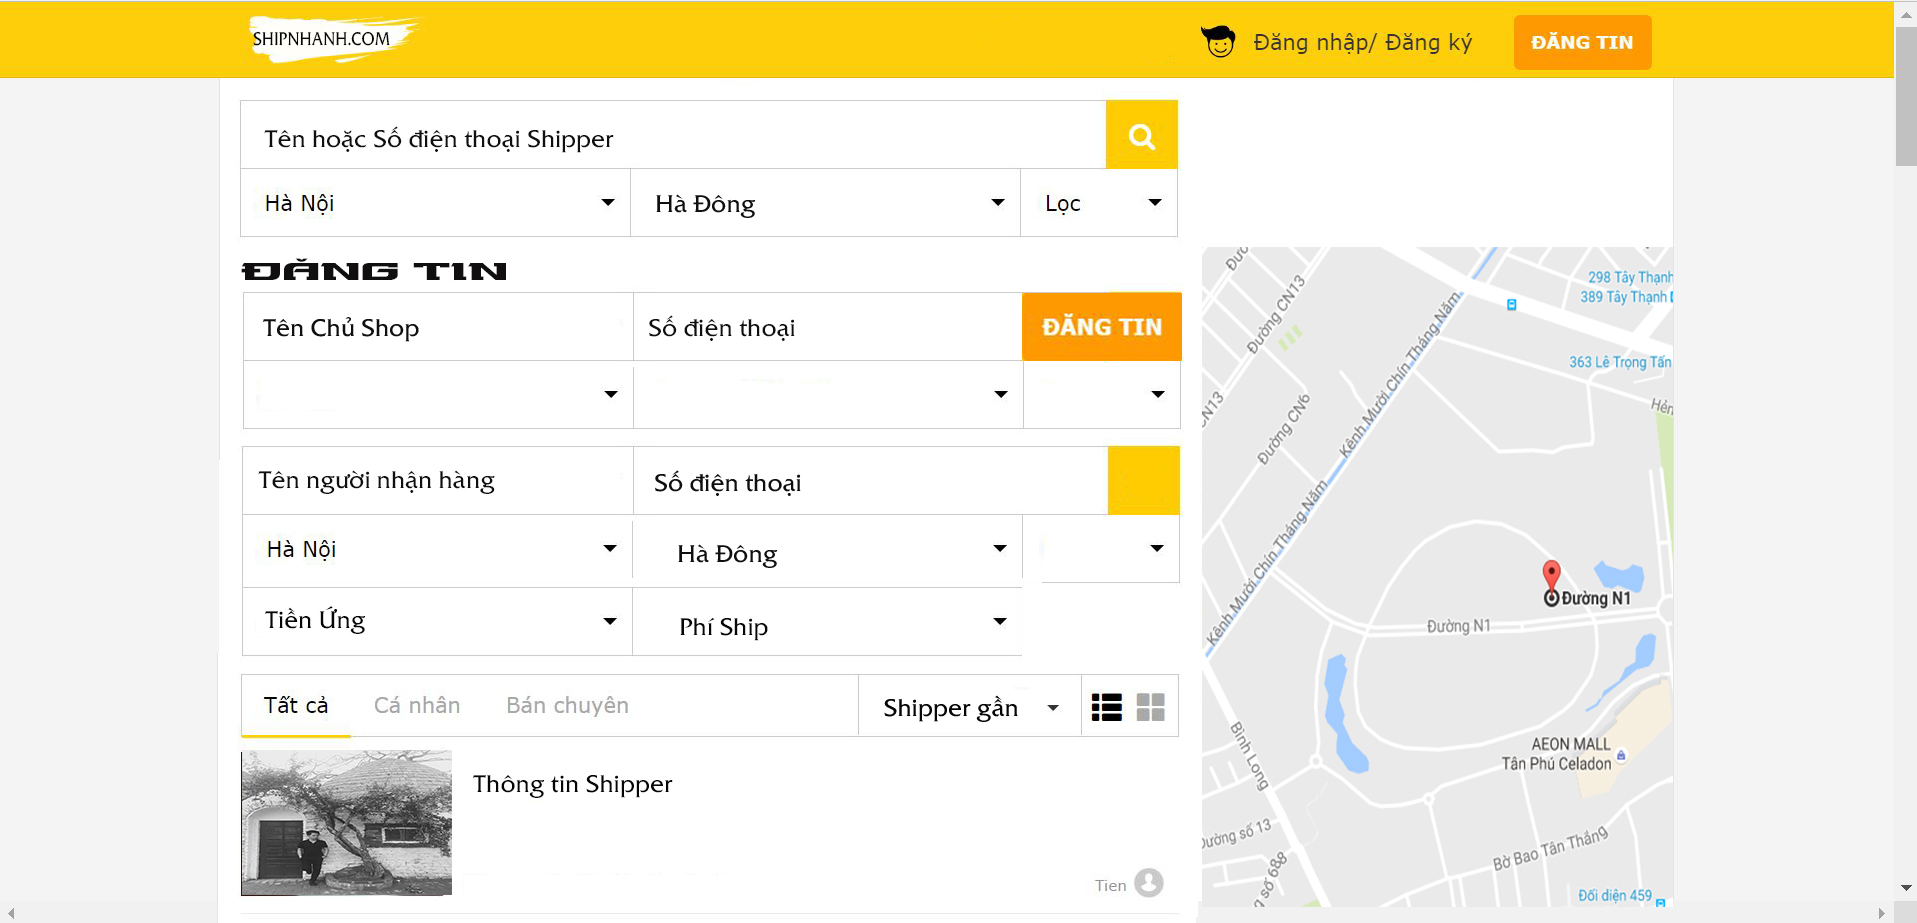 SHIPNHANH.COM
Đăng nhập/ Đăng ký
ĐĂNG TIN
Tên hoặc Số điện thoại Shipper
Hà Nội
Hà Đông
Lọc
ĐĂNG TIN
Tên Chủ Shop
Số điện thoại
ĐĂNG TIN
Tên người nhận hàng
Số điện thoại
Hà Nội
Hà Đông
Tiền Ứng
Phí Ship
Tất cả
Cá nhân
Bán chuyên
Shipper gần
Thông tin Shipper
Tien
Đườ
Đường CN13
298 Tây Thạnh
389 Tây Thạnh
363 Lê Trọng Tấn
Kênh Mười Chín Tháng Năm
CN13
Đường CN6
Hẻm
Kênh Mười Chín Tháng Năm
Đường N1
Đường N1
Bình Long
AEON MALL
Tân Phú Celadon
Đường số 13
Bờ Bao Tân Thắng
g số 688
Đối diện 459